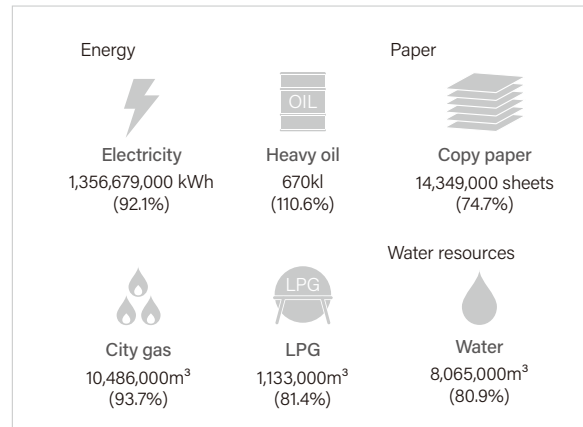 Energy
OIL
Electricity
1,356,679,000 kWh
(92.1%)
Heavy oil
670kl
(110.6%)
City gas
10,486,000m³
(93.7%)
LPG
LPG
1,133,000m³
(81.4%)
Paper
Copy paper
14,349,000 sheets
(74.7%)
Water resources
Water
8,065,000m³
(80.9%)